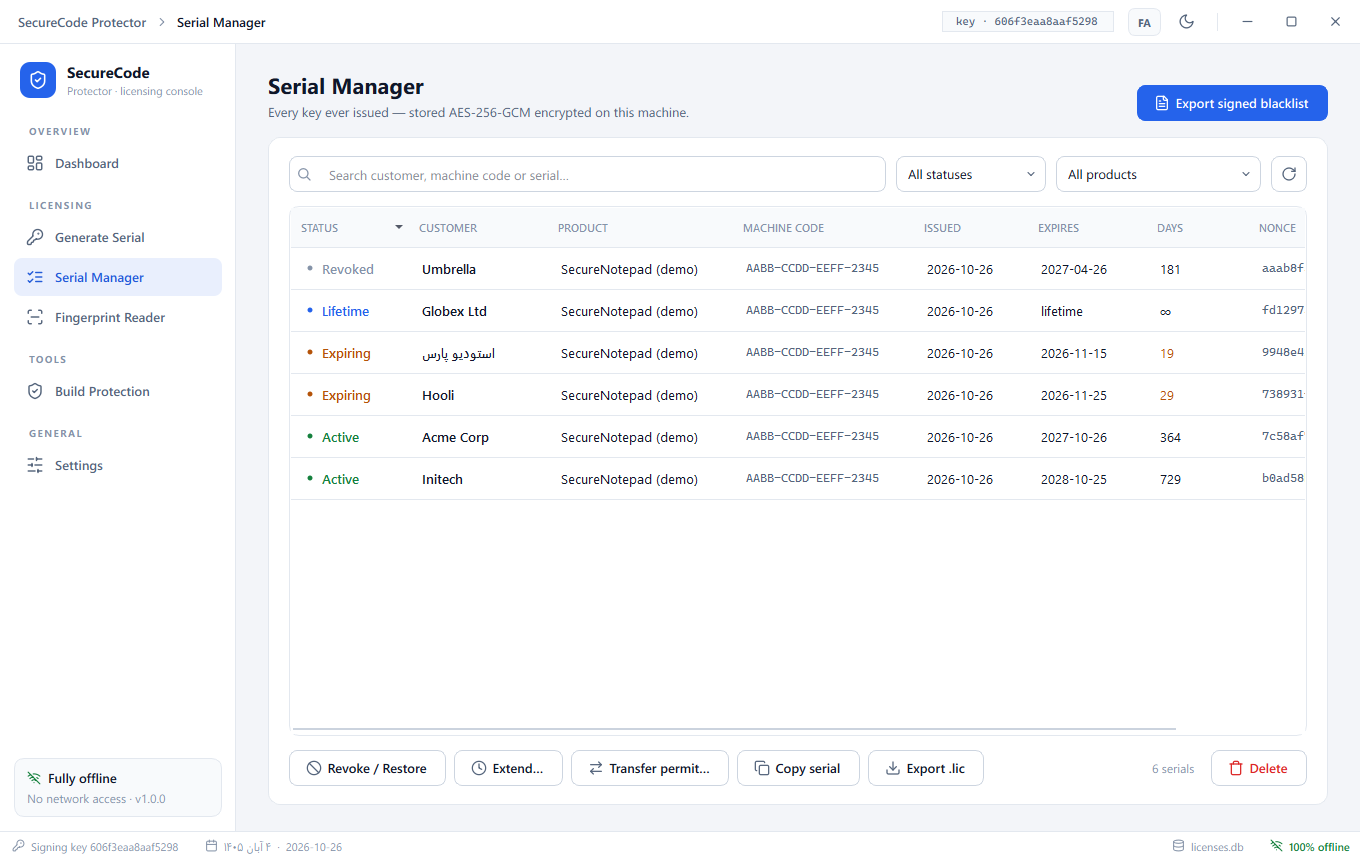 SecureCode Protector > Serial Manager
key · 606f3eaa8aaf5298
FA
SecureCode
Protector · licensing console
OVERVIEW
Dashboard
LICENSING
Generate Serial
Serial Manager
Fingerprint Reader
TOOLS
Build Protection
GENERAL
Settings
Fully offline
No network access · v1.0.0
Serial Manager
Every key ever issued — stored AES-256-GCM encrypted on this machine.
Export signed blacklist
Search customer, machine code or serial...
All statuses
All products
STATUS CUSTOMER PRODUCT MACHINE CODE ISSUED EXPIRES DAYS NONCE
Revoked Umbrella SecureNotepad (demo) AABB-CCDD-EEFF-2345 2026-10-26 2027-04-26 181 aaab8f
Lifetime Globex Ltd SecureNotepad (demo) AABB-CCDD-EEFF-2345 2026-10-26 lifetime ∞ fd1297
Expiring استودیو پارس SecureNotepad (demo) AABB-CCDD-EEFF-2345 2026-10-26 2026-11-15 19 9948e4
Expiring Hooli SecureNotepad (demo) AABB-CCDD-EEFF-2345 2026-10-26 2026-11-25 29 738931
Active Acme Corp SecureNotepad (demo) AABB-CCDD-EEFF-2345 2026-10-26 2027-10-26 364 7c58af
Active Initech SecureNotepad (demo) AABB-CCDD-EEFF-2345 2026-10-26 2028-10-25 729 b0ad58
Revoke / Restore
Extend...
Transfer permit...
Copy serial
Export .lic
6 serials
Delete
Signing key 606f3eaa8aaf5298
۴ آبان ۱۴۰۵ · 2026-10-26
licenses.db
100% offline